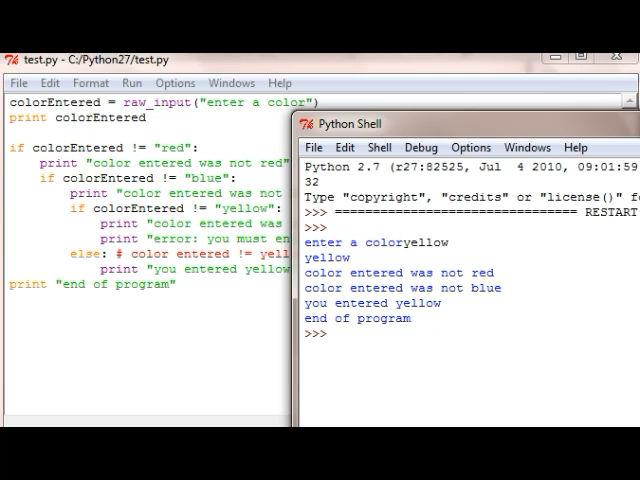 test.py - C:/Python27/test.py
File Edit Format Run Options Windows Help
colorEntered = raw_input("enter a color")
print colorEntered
if colorEntered != "red":
print "color entered was not red"
if colorEntered != "blue":
print "color entered was not
if colorEntered != "yellow":
print "color entered was
print "error: you must en
else: # color entered != yell
print "you entered yellow
print "end of program"
Python Shell
File Edit Shell Debug Options Windows Help
Python 2.7 (r27:82525, Jul 4 2010, 09:01:59
32
Type "copyright", "credits" or "license()" fo
>>> ================================ RESTART
>>>
enter a coloryellow
yellow
color entered was not red
color entered was not blue
you entered yellow
end of program
>>>